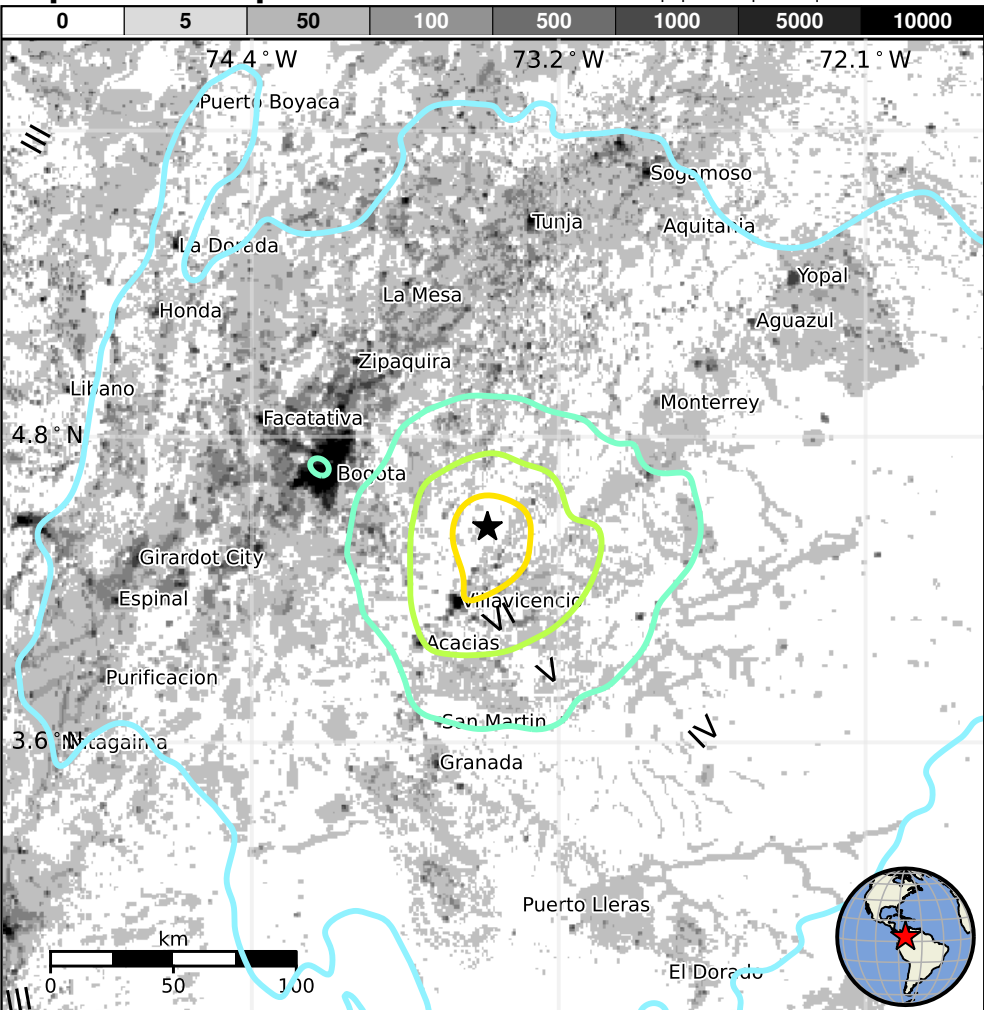 0 5 50 100 500 1000 5000 10000
74.4°W 73.2°W 72.1°W
Puerto Boyaca
III
Sogamoso
Tunja
Aquitania
La Dorada
Yopal
La Mesa
Honda
Aguazul
Zipaquira
Libano
Monterrey
Facatativa
4.8°N
Bogota
Girardot City
Espinal
Villavicencio
VI
Acacias
V
Purificacion
San Martin
IV
3.6°N
Natagaima
Granada
Puerto Lleras
km
El Dorado
0 50 100
III